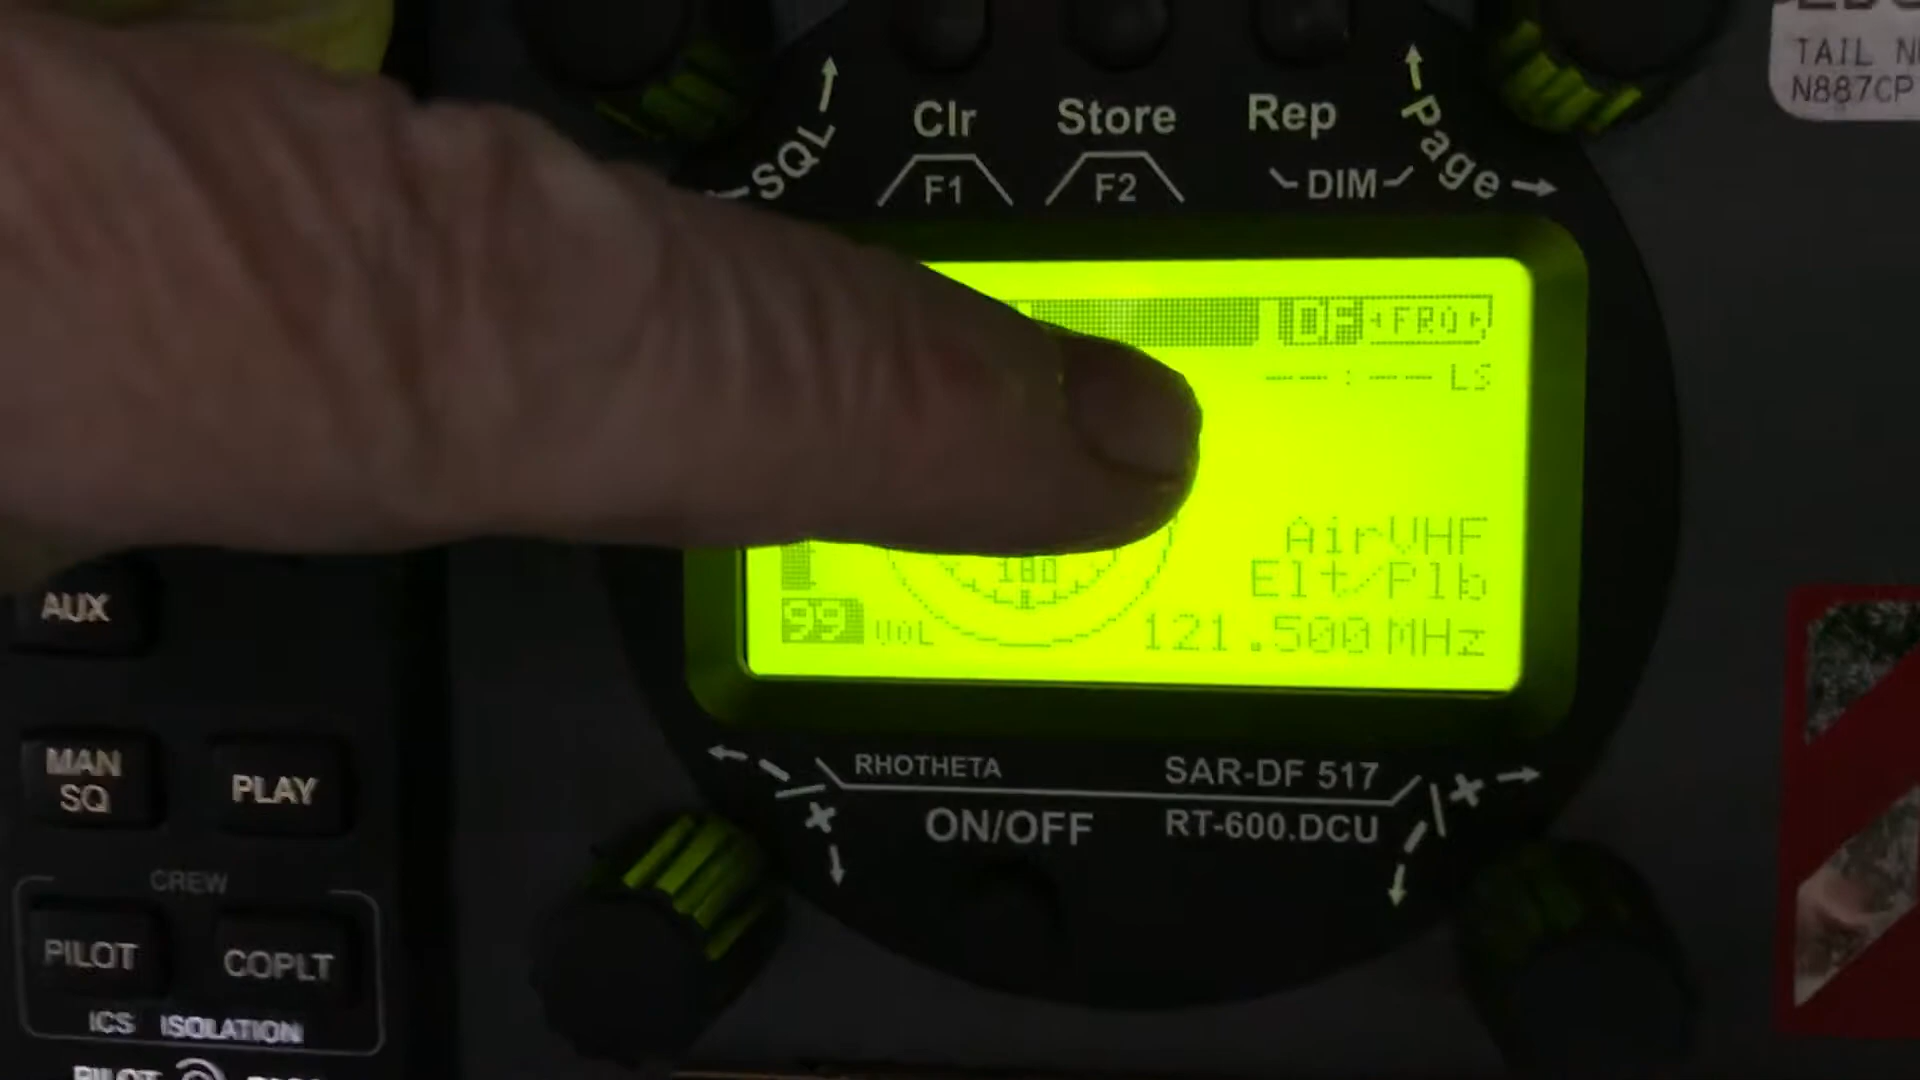 TAIL
N887CP
SQL
Clr
Store
Rep
Page
F1
F2
DIM
DF FRQ
--:-- LS
AirVHF
Elt/Plb
180
99 VOL
121.500 MHz
AUX
MAN SQ
PLAY
RHOTHETA
SAR-DF 517
ON/OFF
RT-600.DCU
- +
- +
CREW
PILOT
COPLT
ICS ISOLATION
PILOT